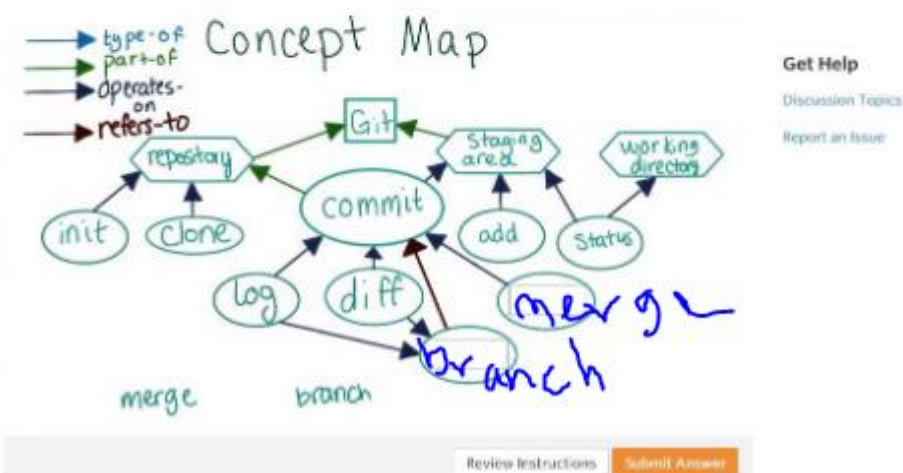 type-of
Concept Map
part-of
operates-
on
refers-to
Get Help
Discussion Topics
Report an Issue
Git
repository
Staging
area
working
directory
commit
init
clone
add
Status
log
diff
merge
branch
merge
branch
Review Instructions
Submit Answer